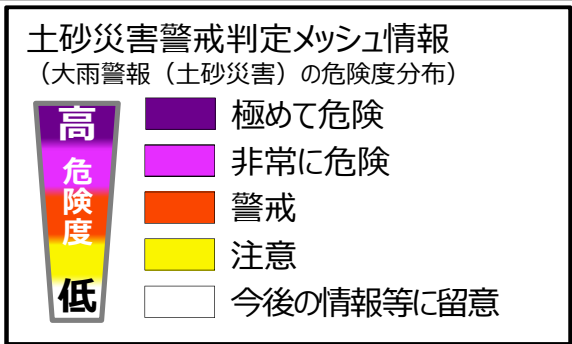 土砂災害警戒判定メッシュ情報
（大雨警報（土砂災害）の危険度分布）
高
危険度
低
極めて危険
非常に危険
警戒
注意
今後の情報等に留意